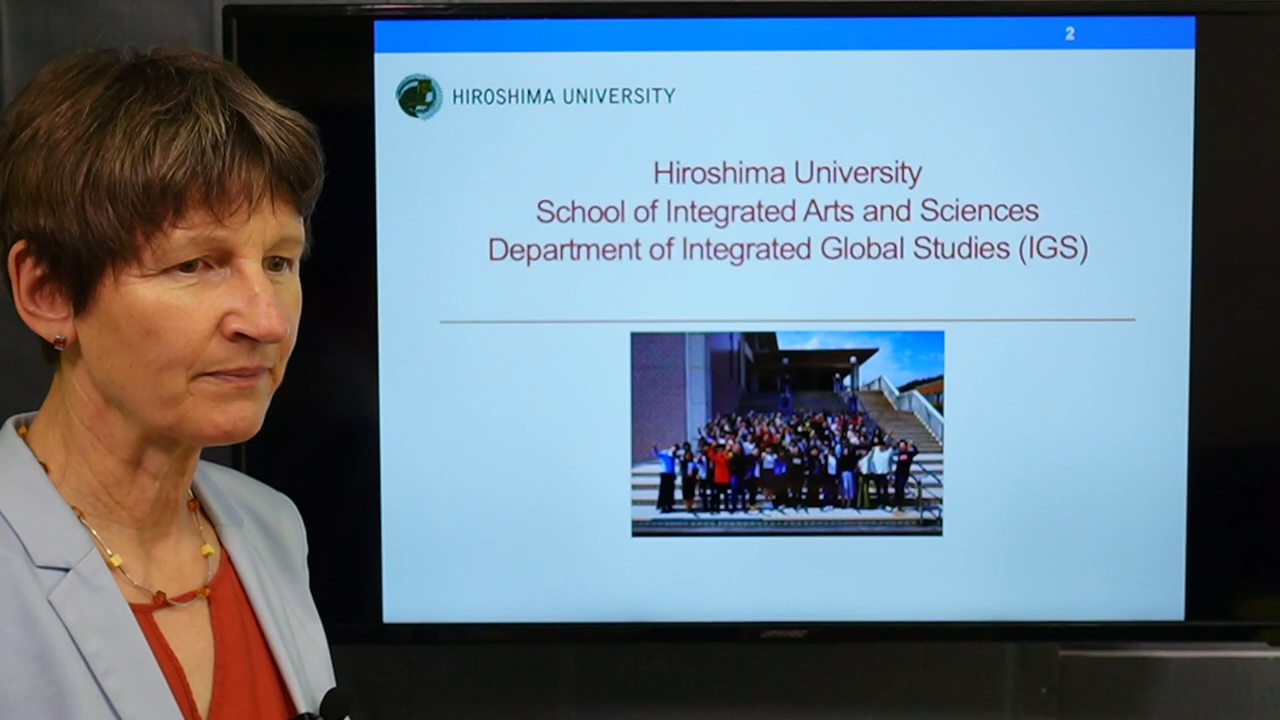 2
HIROSHIMA UNIVERSITY
Hiroshima University
School of Integrated Arts and Sciences
Department of Integrated Global Studies (IGS)